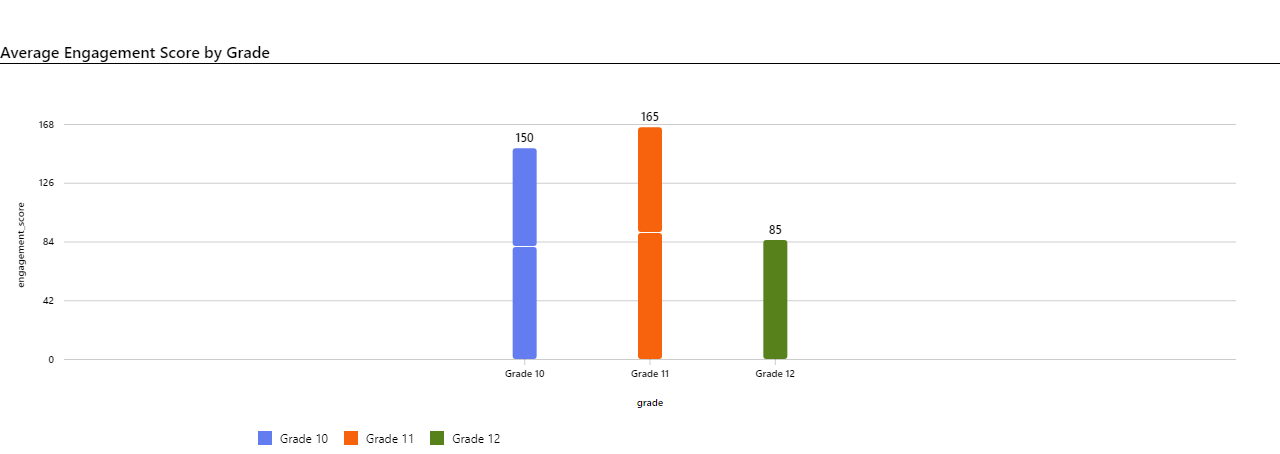 Average Engagement Score by Grade
165
168
150
126
85
84
engagement_score
42
0
Grade 10 Grade 11 Grade 12
grade
Grade 10 Grade 11 Grade 12